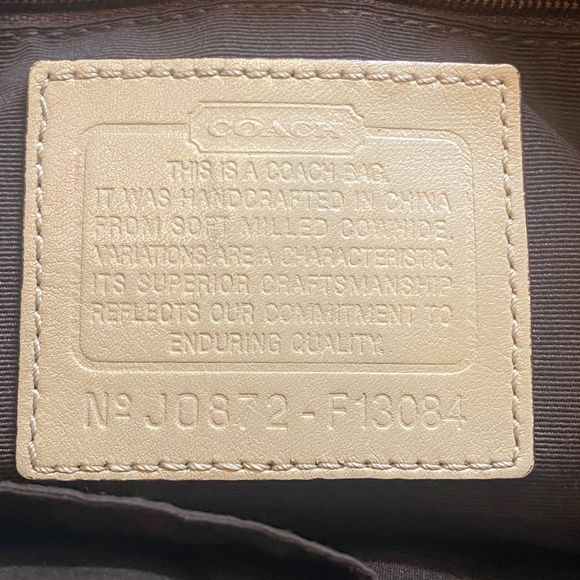 COACH
THIS IS A COACH BAG.
IT WAS HANDCRAFTED IN CHINA
FROM SOFT MILLED COWHIDE.
VARIATIONS ARE A CHARACTERISTIC.
ITS SUPERIOR CRAFTSMANSHIP
REFLECTS OUR COMMITMENT TO
ENDURING QUALITY.
Nº J0872-F13084